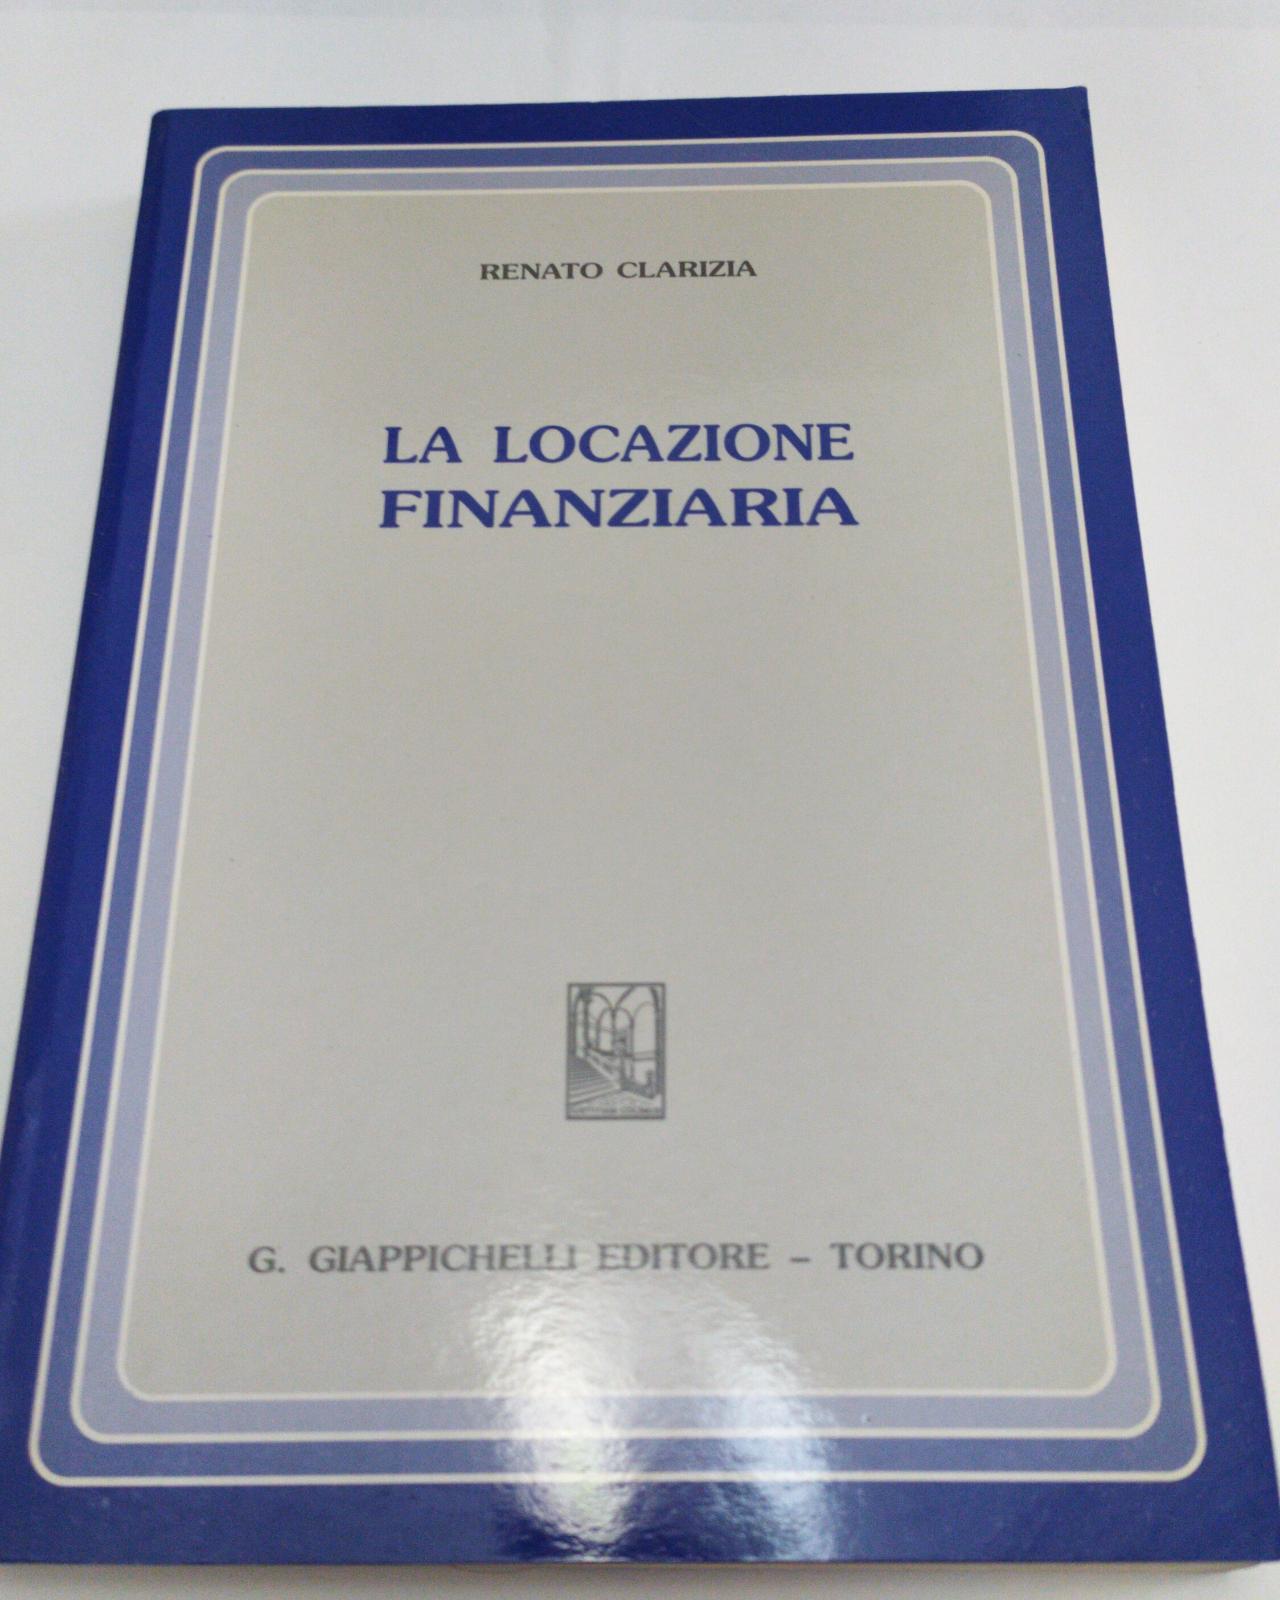 RENATO CLARIZIA
LA LOCAZIONE
FINANZIARIA
G. GIAPPICHELLI EDITORE – TORINO